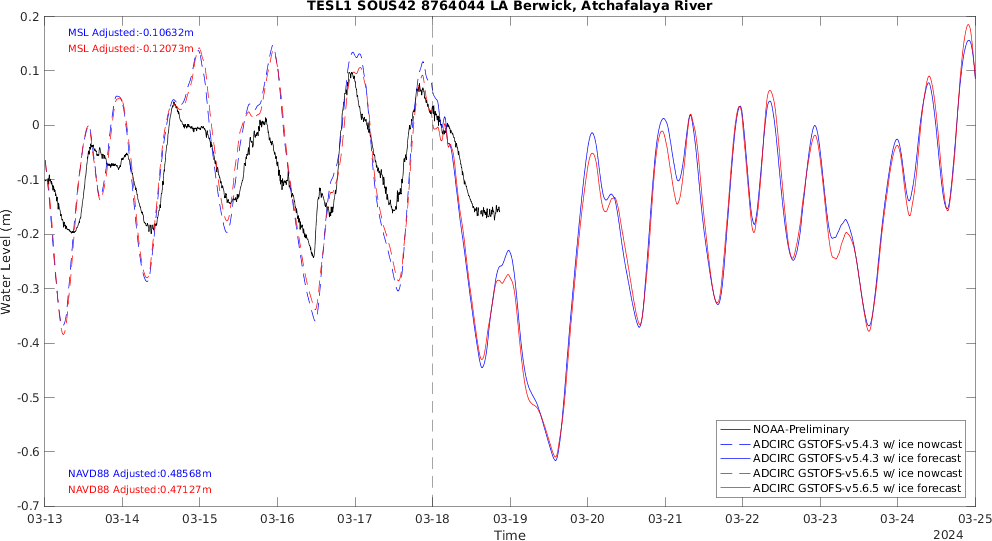 TESL1 SOUS42 8764044 LA Berwick, Atchafalaya River
MSL Adjusted:-0.10632m
MSL Adjusted:-0.12073m
0.2
0.1
0
-0.1
-0.2
-0.3
-0.4
-0.5
-0.6
-0.7
Water Level (m)
NAVD88 Adjusted:0.48568m
NAVD88 Adjusted:0.47127m
NOAA-Preliminary
ADCIRC GSTOFS-v5.4.3 w/ ice nowcast
ADCIRC GSTOFS-v5.4.3 w/ ice forecast
ADCIRC GSTOFS-v5.6.5 w/ ice nowcast
ADCIRC GSTOFS-v5.6.5 w/ ice forecast
03-13 03-14 03-15 03-16 03-17 03-18 03-19 03-20 03-21 03-22 03-23 03-24 03-25
Time
2024